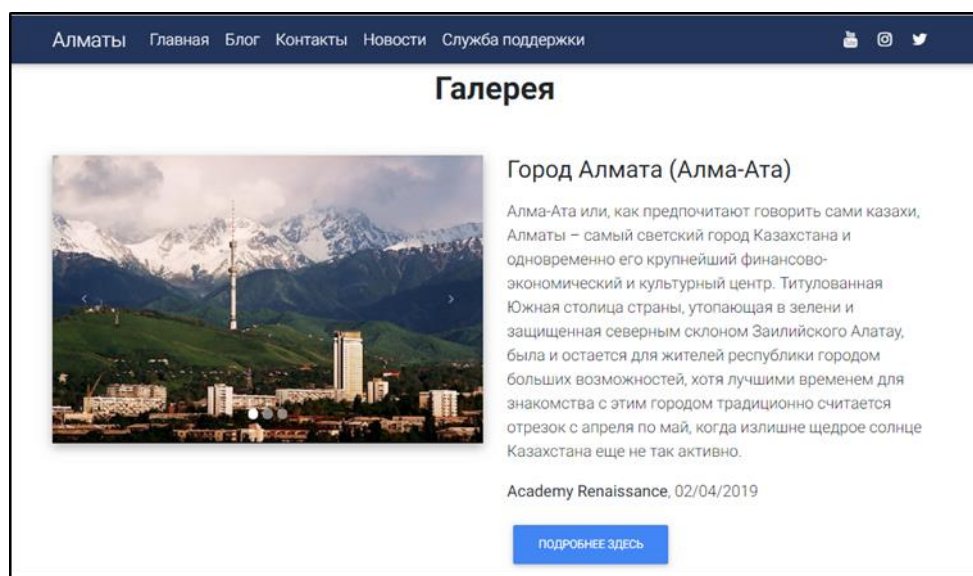 Алматы Главная Блог Контакты Новости Служба поддержки
Галерея
Город Алмата (Алма-Ата)
Алма-Ата или, как предпочитают говорить сами казахи,
Алматы – самый светский город Казахстана и
одновременно его крупнейший финансово-
экономический и культурный центр. Титулованная
Южная столица страны, утопающая в зелени и
защищенная северным склоном Заилийского Алатау,
была и остается для жителей республики городом
больших возможностей, хотя лучшими временем для
знакомства с этим городом традиционно считается
отрезок с апреля по май, когда излишне щедрое солнце
Казахстана еще не так активно.
Academy Renaissance, 02/04/2019
ПОДРОБНЕЕ ЗДЕСЬ